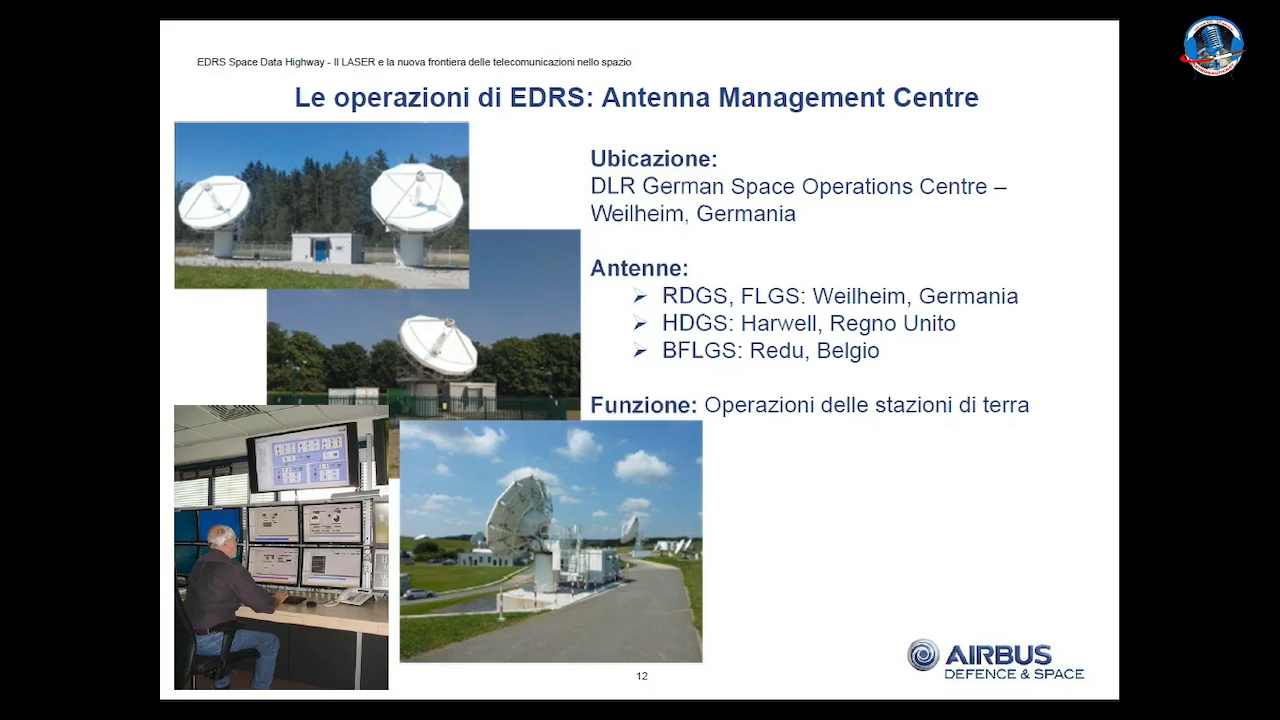 EDRS Space Data Highway - Il LASER e la nuova frontiera delle telecomunicazioni nello spazio
Le operazioni di EDRS: Antenna Management Centre
Ubicazione:
DLR German Space Operations Centre –
Weilheim, Germania
Antenne:
RDGS, FLGS: Weilheim, Germania
HDGS: Harwell, Regno Unito
BFLGS: Redu, Belgio
Funzione: Operazioni delle stazioni di terra
AIRBUS
DEFENCE & SPACE
12